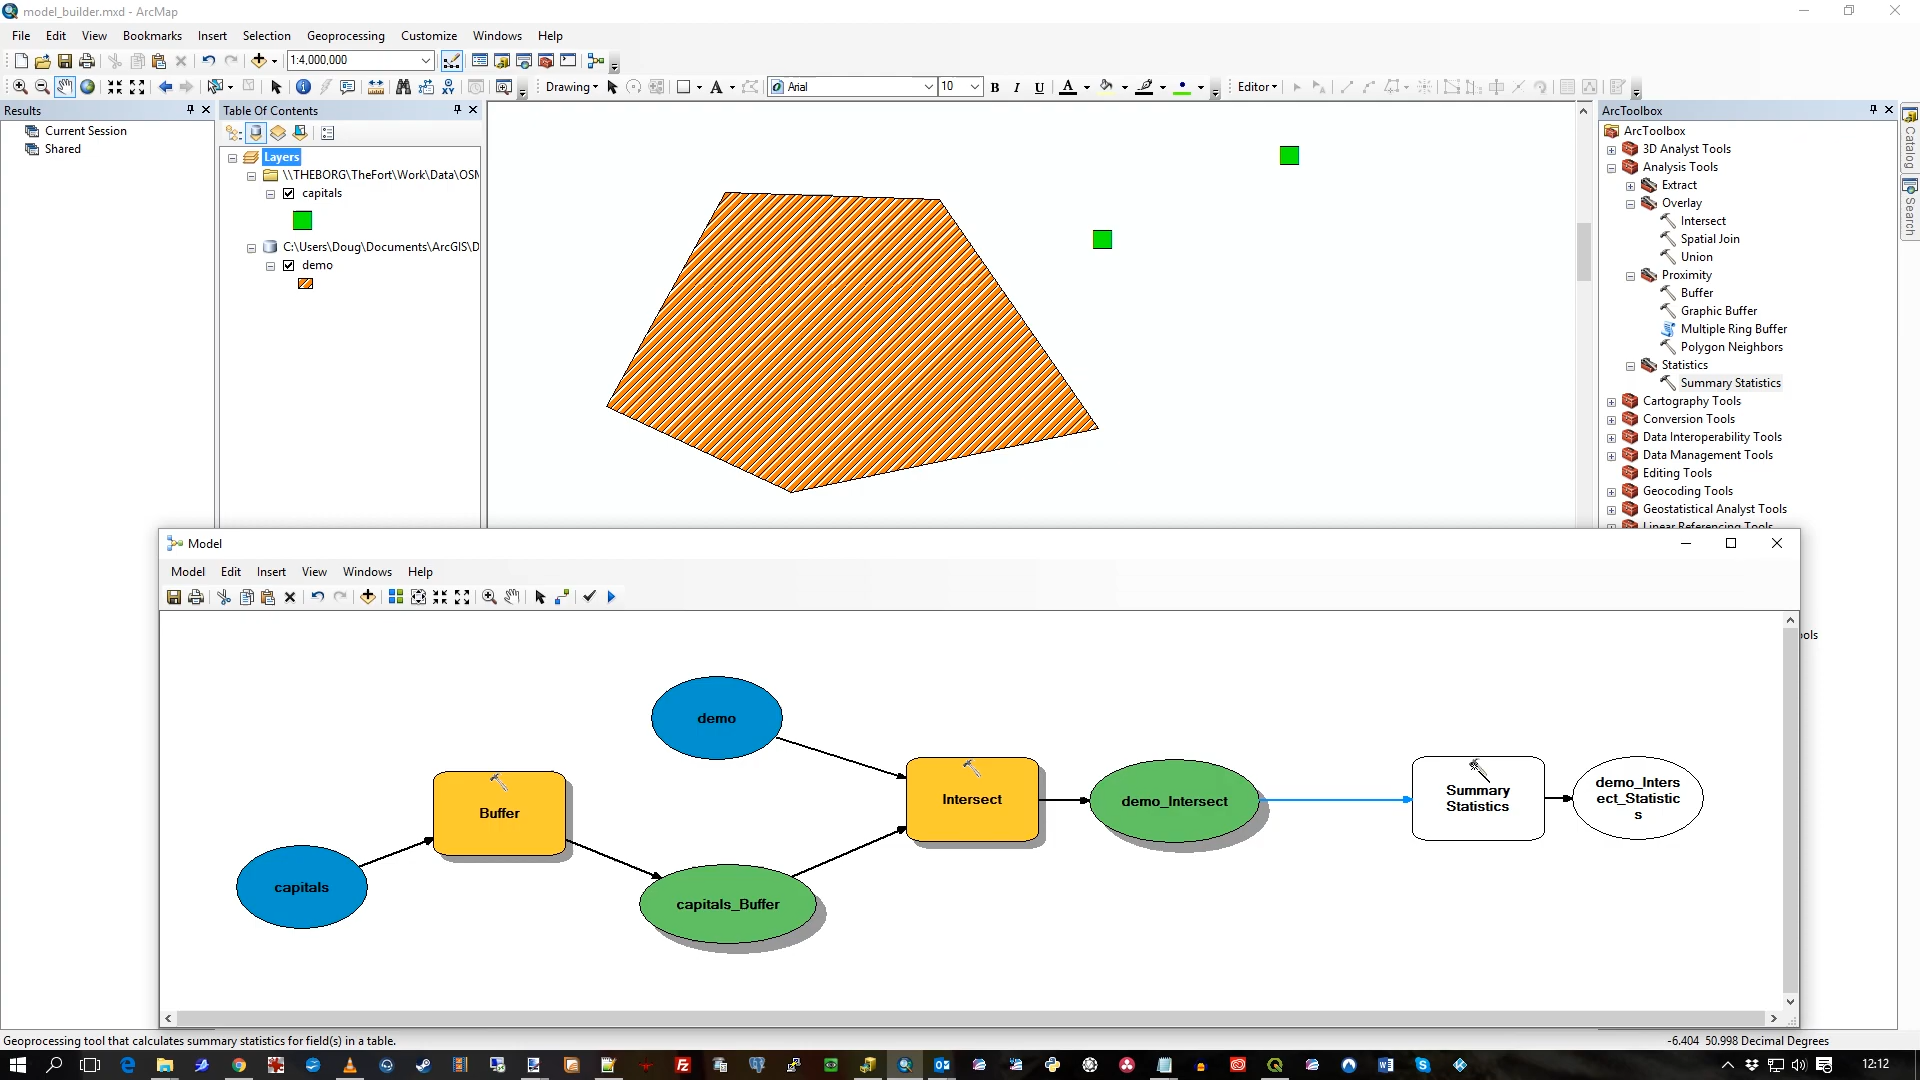 model_builder.mxd - ArcMap
File Edit View Bookmarks Insert Selection Geoprocessing Customize Windows Help
1:4,000,000
Drawing Arial 10 B I U A Editor
Results
Current Session
Shared
Table Of Contents
Layers
\\THEBORG\TheFort\Work\Data\OSM
capitals
C:\Users\Doug\Documents\ArcGIS\D
demo
ArcToolbox
ArcToolbox
3D Analyst Tools
Analysis Tools
Extract
Overlay
Intersect
Spatial Join
Union
Proximity
Buffer
Graphic Buffer
Multiple Ring Buffer
Polygon Neighbors
Statistics
Summary Statistics
Cartography Tools
Conversion Tools
Data Interoperability Tools
Data Management Tools
Editing Tools
Geocoding Tools
Geostatistical Analyst Tools
Linear Referencing Tools
ools
Catalog
Search
Model
Model Edit Insert View Windows Help
demo
Buffer
Intersect
demo_Intersect
Summary
Statistics
demo_Inters
ect_Statistic
s
capitals
capitals_Buffer
Geoprocessing tool that calculates summary statistics for field(s) in a table.
-6.404 50.998 Decimal Degrees
12:12